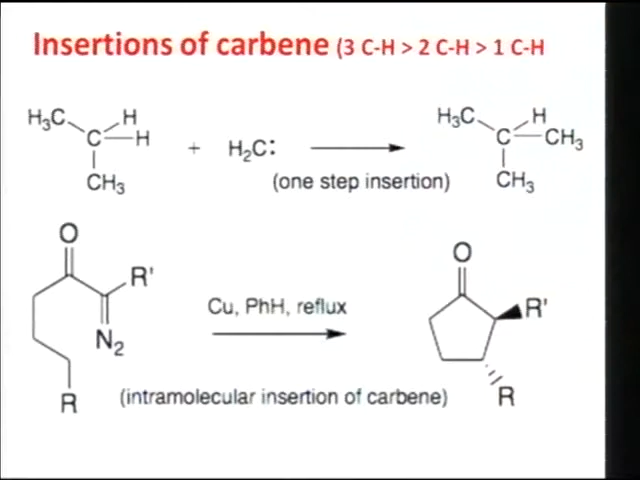 Insertions of carbene (3 C-H > 2 C-H > 1 C-H
H₃C H
C H
CH₃
+ H₂C:
(one step insertion)
H₃C H
C CH₃
CH₃
O
R'
N₂
R
Cu, PhH, reflux
(intramolecular insertion of carbene)
O
R'
R